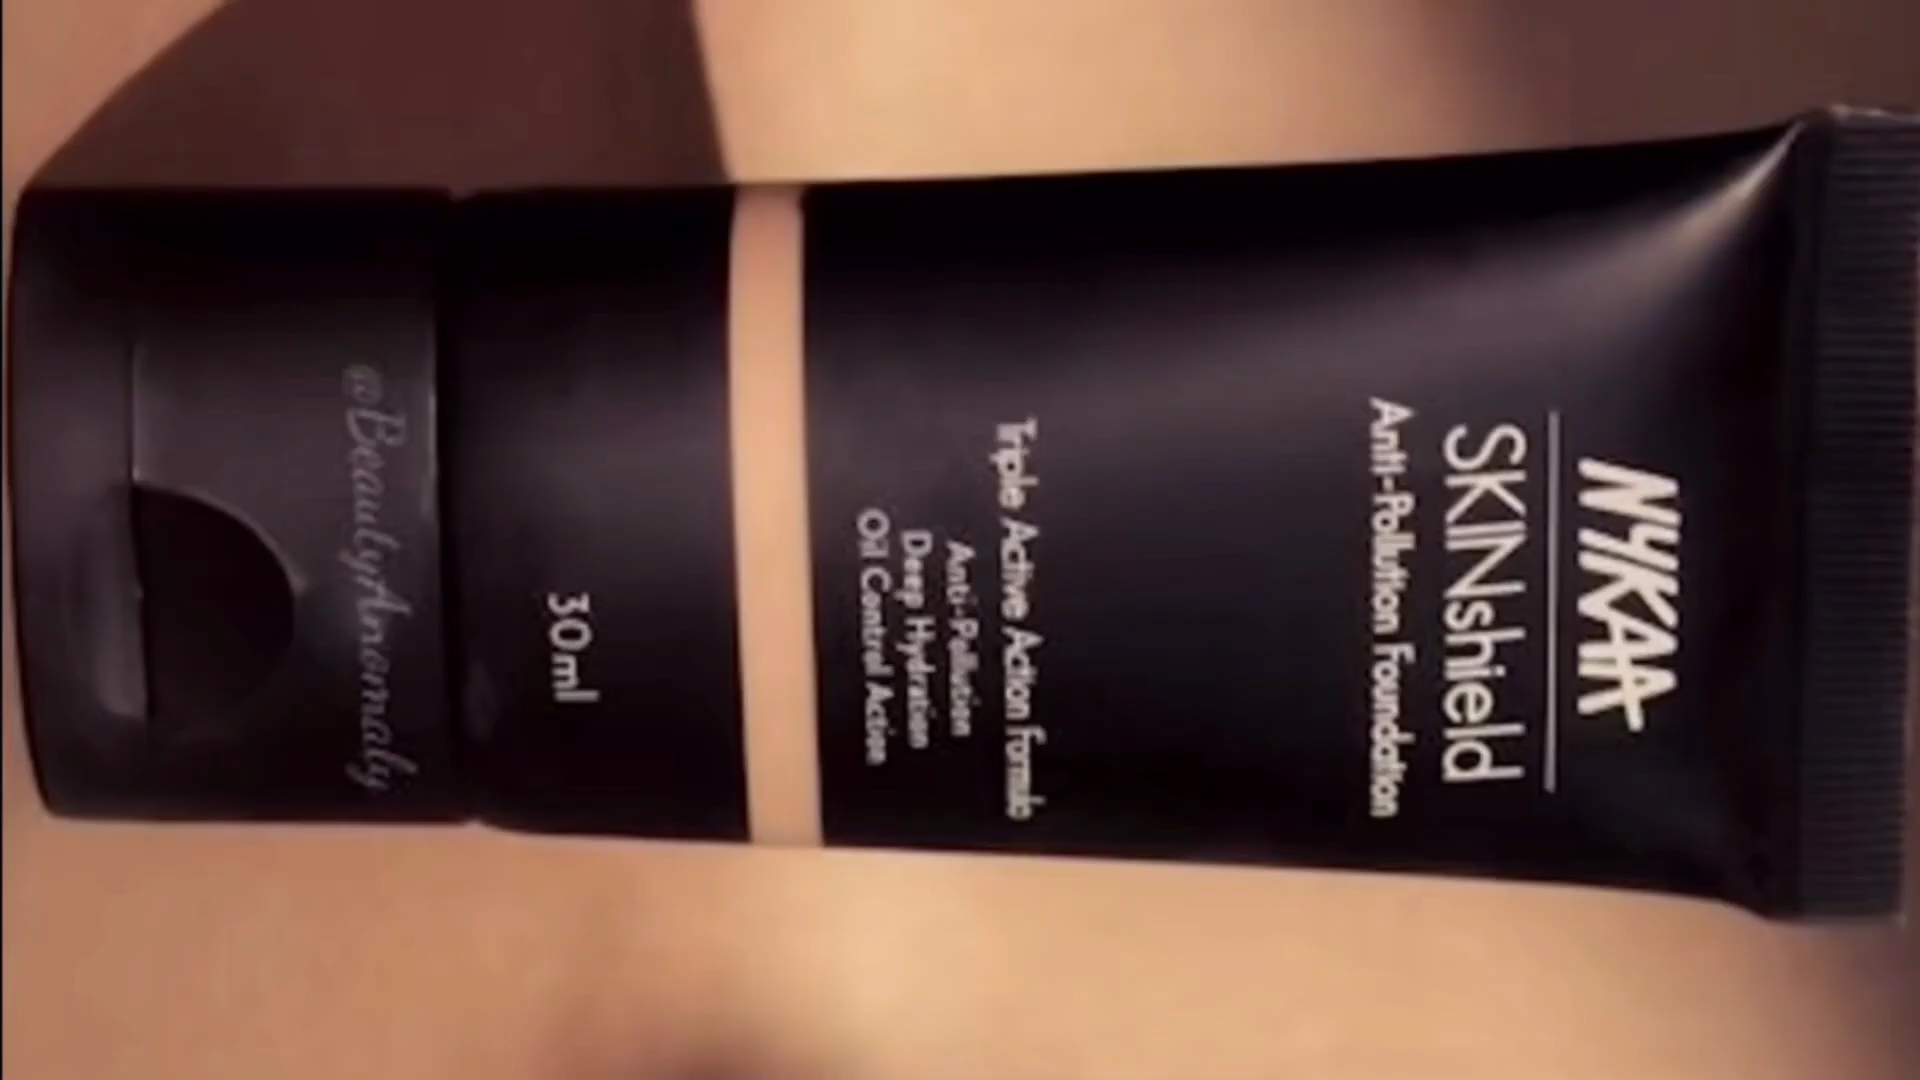 NYKAA
SKINshield
Anti-Pollution Foundation
Triple Active Action Formula
Anti-Pollution
Deep Hydration
Oil Control Action
30ml
@BeautyAnomaly